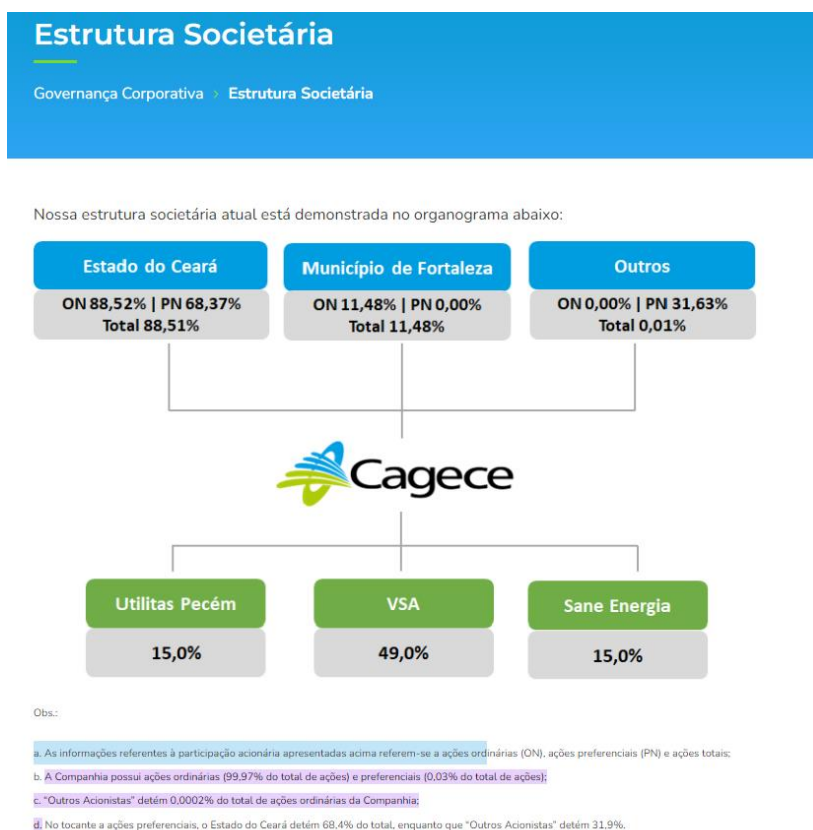 Estrutura Societária
Governança Corporativa > Estrutura Societária
Nossa estrutura societária atual está demonstrada no organograma abaixo:
Estado do Ceará
ON 88,52% | PN 68,37%
Total 88,51%
Município de Fortaleza
ON 11,48% | PN 0,00%
Total 11,48%
Outros
ON 0,00% | PN 31,63%
Total 0,01%
Cagece
Utilitas Pecém
15,0%
VSA
49,0%
Sane Energia
15,0%
Obs.:
a. As informações referentes à participação acionária apresentadas acima referem-se a ações ordinárias (ON), ações preferenciais (PN) e ações totais;
b. A Companhia possui ações ordinárias (99,97% do total de ações) e preferenciais (0,03% do total de ações);
c. “Outros Acionistas” detém 0,0002% do total de ações ordinárias da Companhia;
d. No tocante a ações preferenciais, o Estado do Ceará detém 68,4% do total, enquanto que “Outros Acionistas” detém 31,9%.